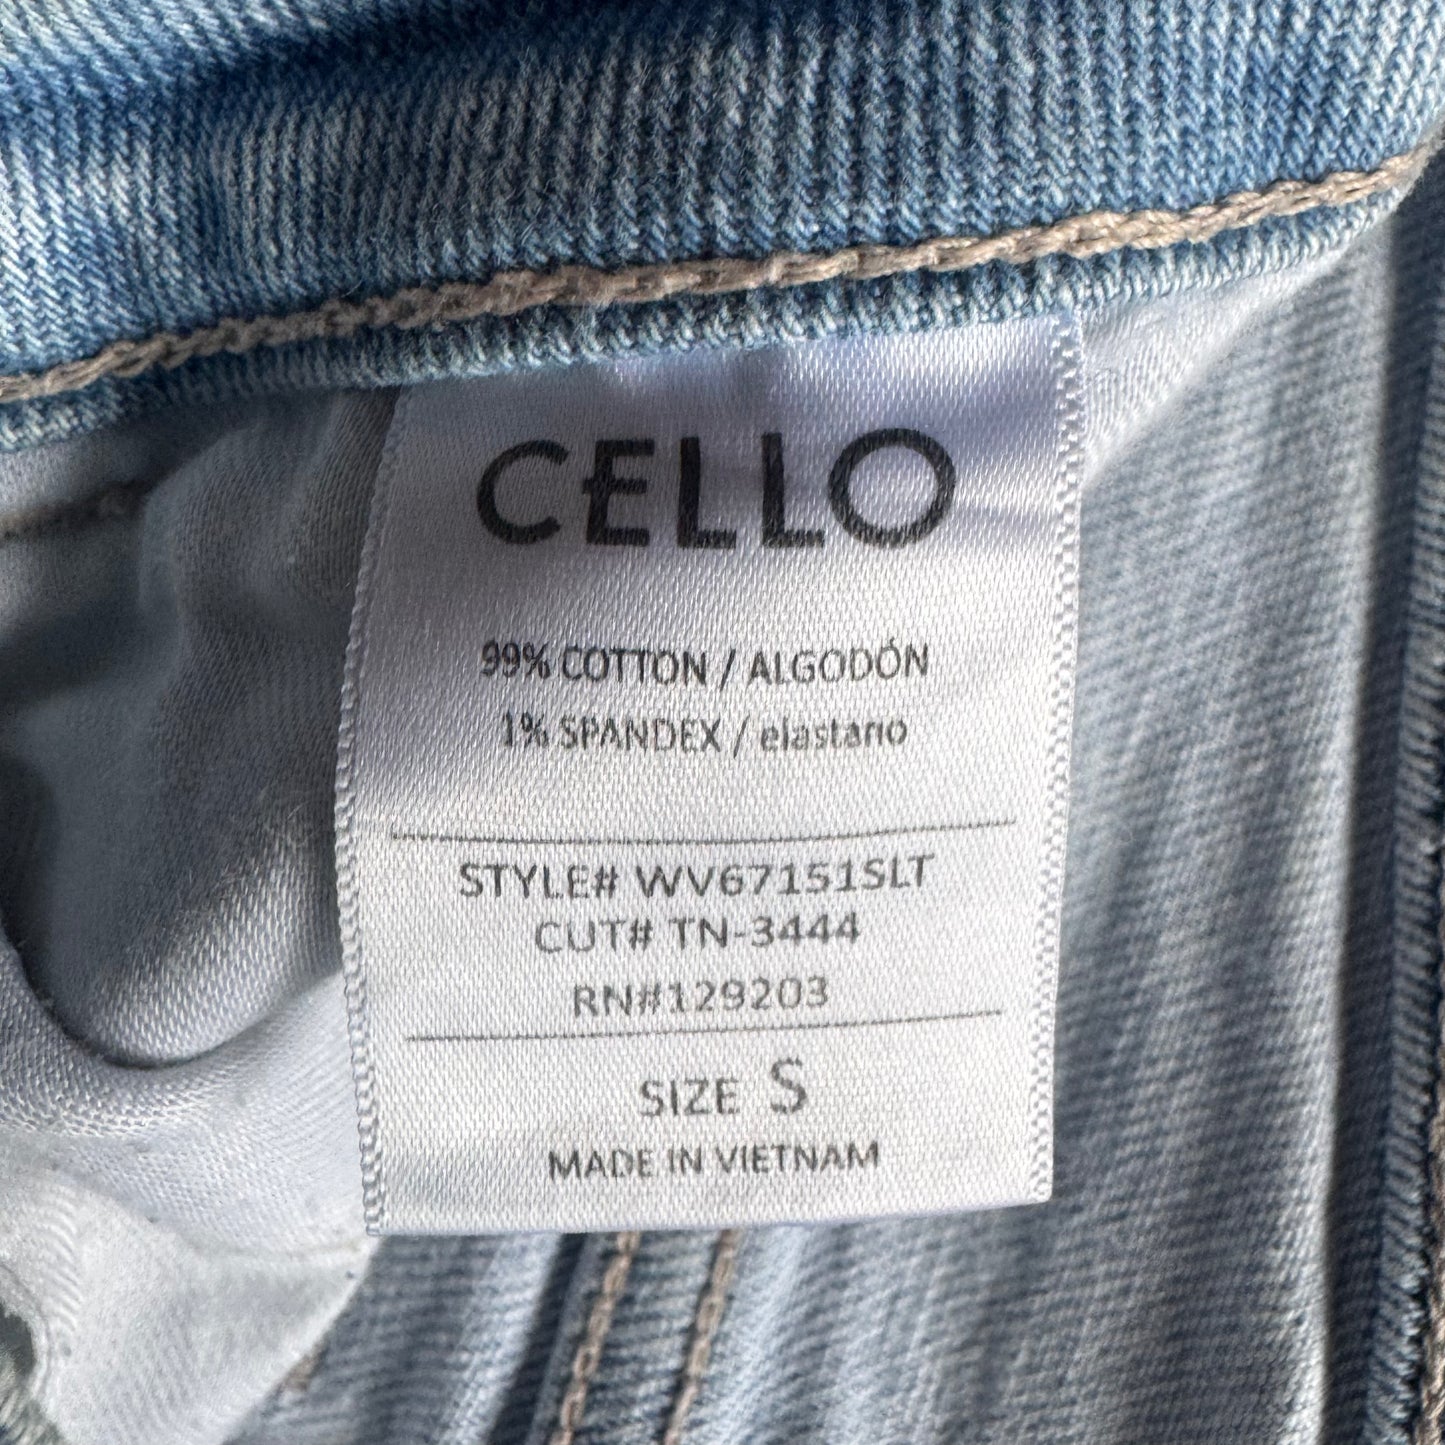 CELLO
99% COTTON / ALGODÓN
1% SPANDEX / elastano
STYLE# WV67151SLT
CUT# TN-3444
RN#129203
SIZE S
MADE IN VIETNAM